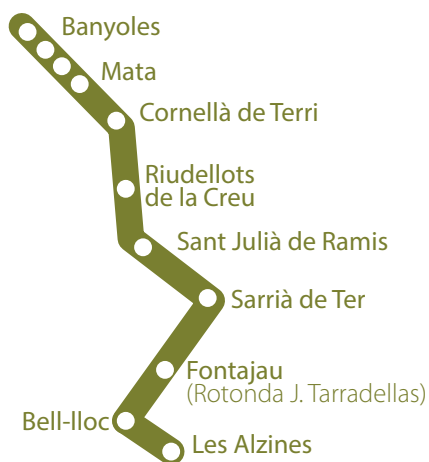 Banyoles
Mata
Cornellà de Terri
Riudellots
de la Creu
Sant Julià de Ramis
Sarrià de Ter
Fontajau
(Rotonda J. Tarradellas)
Bell-lloc
Les Alzines